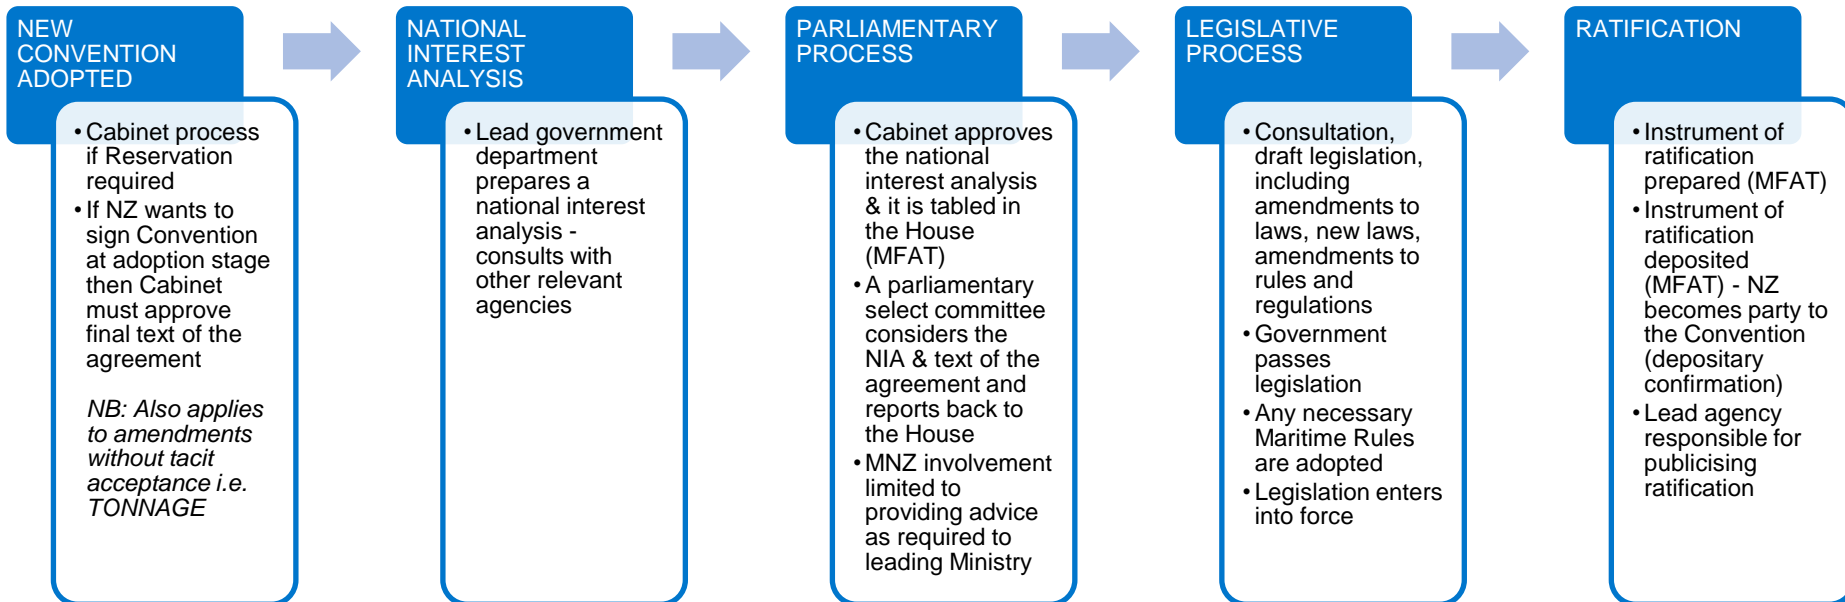 NEW
CONVENTION
ADOPTED
• Cabinet process
if Reservation
required
• If NZ wants to
sign Convention
at adoption stage
then Cabinet
must approve
final text of the
agreement
NB: Also applies
to amendments
without tacit
acceptance i.e.
TONNAGE
NATIONAL
INTEREST
ANALYSIS
• Lead government
department
prepares a
national interest
analysis -
consults with
other relevant
agencies
PARLIAMENTARY
PROCESS
• Cabinet approves
the national
interest analysis
& it is tabled in
the House
(MFAT)
• A parliamentary
select committee
considers the
NIA & text of the
agreement and
reports back to
the House
• MNZ involvement
limited to
providing advice
as required to
leading Ministry
LEGISLATIVE
PROCESS
• Consultation,
draft legislation,
including
amendments to
laws, new laws,
amendments to
rules and
regulations
• Government
passes
legislation
• Any necessary
Maritime Rules
are adopted
• Legislation enters
into force
RATIFICATION
• Instrument of
ratification
prepared (MFAT)
• Instrument of
ratification
deposited
(MFAT) - NZ
becomes party to
the Convention
(depositary
confirmation)
• Lead agency
responsible for
publicising
ratification